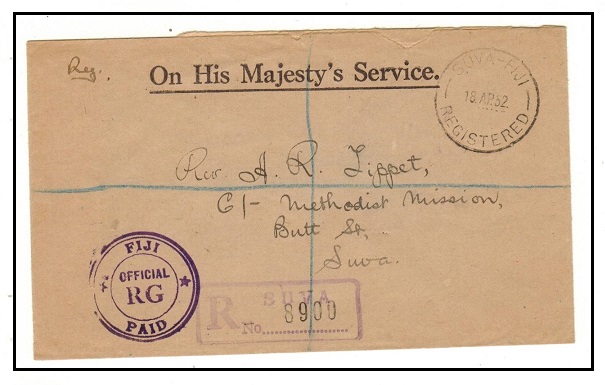 Reg.
On His Majesty's Service.
SUVA-FIJI
18.AP.52
REGISTERED
Rev. A. R. Tippet,
C/- Methodist Mission,
Butt St,
Suva.
FIJI
OFFICIAL
RG
PAID
R SUVA
No. 8900